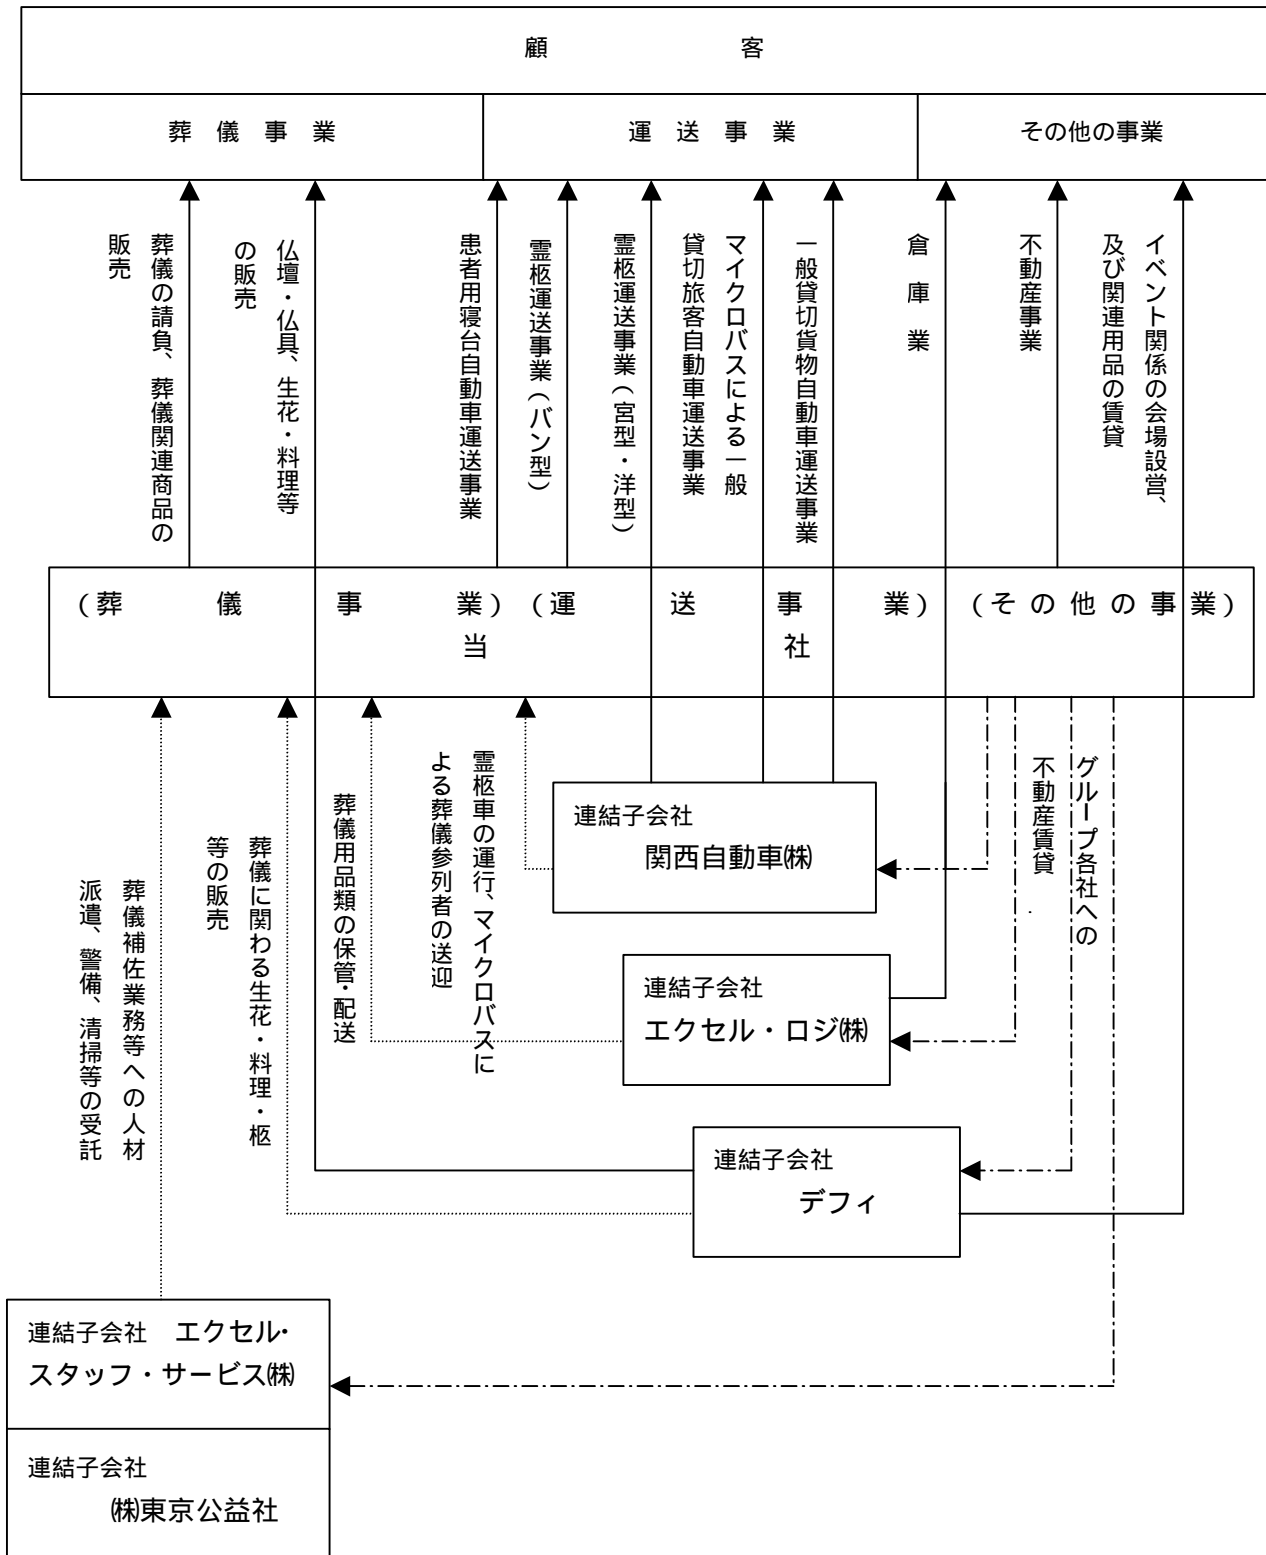 顧客
葬儀事業
運送事業
その他の事業
葬儀の請負、葬儀関連商品の
販売
仏壇・仏具、生花・料理等
の販売
患者用寝台自動車運送事業
霊柩運送事業（バン型）
霊柩運送事業（宮型・洋型）
マイクロバスによる一般
貸切旅客自動車運送事業
一般貸切貨物自動車運送事業
倉庫業
不動産事業
イベント関係の会場設営、
及び関連用品の賃貸
（葬儀事業）（運送事業）（その他の事業）
当社
葬儀補佐業務等への人材
派遣、警備、清掃等の受託
葬儀に関わる生花・料理・柩
等の販売
葬儀用品類の保管・配送
霊柩車の運行、マイクロバスに
よる葬儀参列者の送迎
グループ各社への
不動産賃貸
連結子会社
関西自動車㈱
連結子会社
エクセル・ロジ㈱
連結子会社
デフィ
連結子会社　エクセル・
スタッフ・サービス㈱
連結子会社
㈱東京公益社